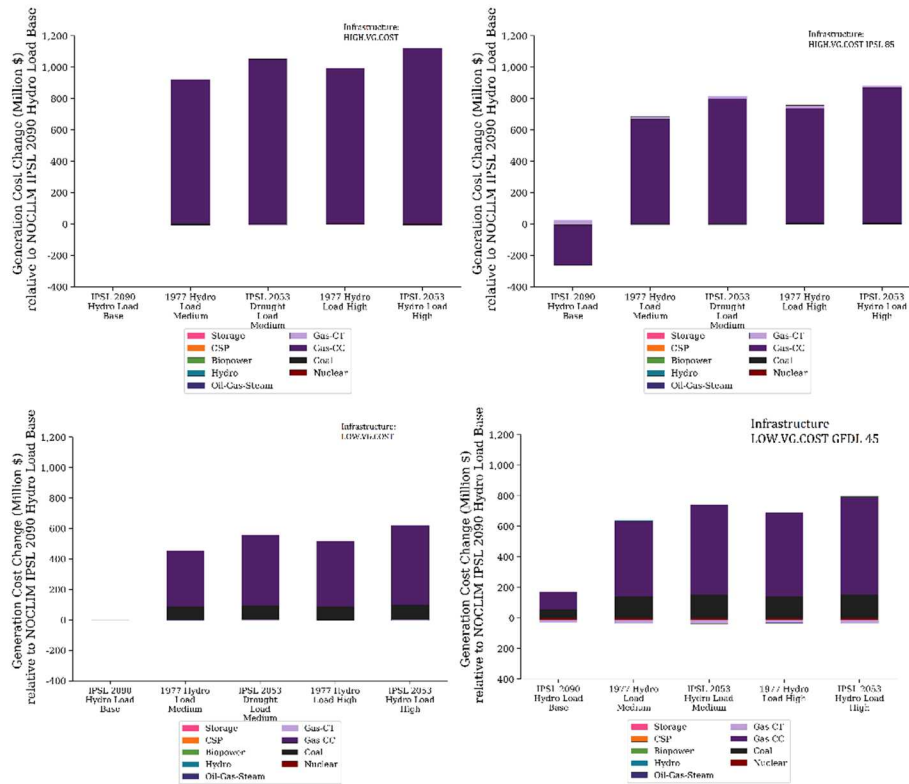 Infrastructure:
HIGH.VG.COST
Generation Cost Change (Million $)
relative to NOCLIM IPSL 2090 Hydro Load Base
1,200
1,000
800
600
400
200
0
-200
-400
IPSL 2090
Hydro Load
Base
1977 Hydro
Load
Medium
IPSL 2053
Drought
Load
Medium
1977 Hydro
Load High
IPSL 2053
Hydro Load
High
Storage
CSP
Biopower
Hydro
Oil-Gas-Steam
Gas-CT
Gas-CC
Coal
Nuclear
Infrastructure:
HIGH.VG.COST IPSL 85
Generation Cost Change (Million $)
relative to NOCLIM IPSL 2090 Hydro Load Base
1,200
1,000
800
600
400
200
0
-200
-400
IPSL 2090
Hydro Load
Base
1977 Hydro
Load
Medium
IPSL 2053
Drought
Load
Medium
1977 Hydro
Load High
IPSL 2053
Hydro Load
High
Storage
CSP
Biopower
Hydro
Oil-Gas-Steam
Gas-CT
Gas-CC
Coal
Nuclear
Infrastructure:
LOW.VG.COST
Generation Cost Change (Million $)
relative to NOCLIM IPSL 2090 Hydro Load Base
1,200
1,000
800
600
400
200
0
-200
-400
IPSL 2090
Hydro Load
Base
1977 Hydro
Load
Medium
IPSL 2053
Drought
Load
Medium
1977 Hydro
Load High
IPSL 2053
Hydro Load
High
Storage
CSP
Biopower
Hydro
Oil-Gas-Steam
Gas-CT
Gas CC
Coal
Nuclear
Infrastructure
LOW.VG.COST GFDL 45
Generation Cost Change (Million $)
relative to NOCLIM IPSL 2090 Hydro Load Base
1,200
1,000
800
600
400
200
0
200
400
IPSL 2090
Hydro Load
Base
1977 Hydro
Load
Medium
IPSL 2053
Hydro Load
Medium
1977 Hydro
Load High
IPSL 2053
Hydro Load
High
Storage
CSP
Biopower
Hydro
Oil-Gas-Steam
Gas CT
Gas CC
Coal
Nuclear